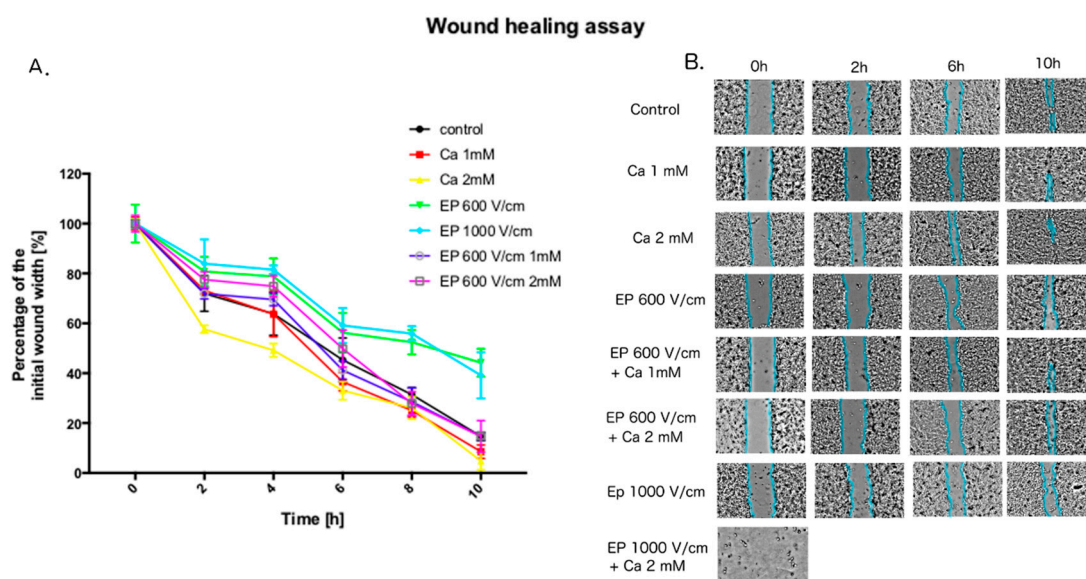 Wound healing assay
A.
control
Ca 1mM
Ca 2mM
EP 600 V/cm
EP 1000 V/cm
EP 600 V/cm 1mM
EP 600 V/cm 2mM
Percentage of the
initial wound width [%]
120
100
80
60
40
20
0
0 2 4 6 8 10
Time [h]
B.
0h 2h 6h 10h
Control
Ca 1 mM
Ca 2 mM
EP 600 V/cm
EP 600 V/cm
+ Ca 1mM
EP 600 V/cm
+ Ca 2 mM
Ep 1000 V/cm
EP 1000 V/cm
+ Ca 2 mM